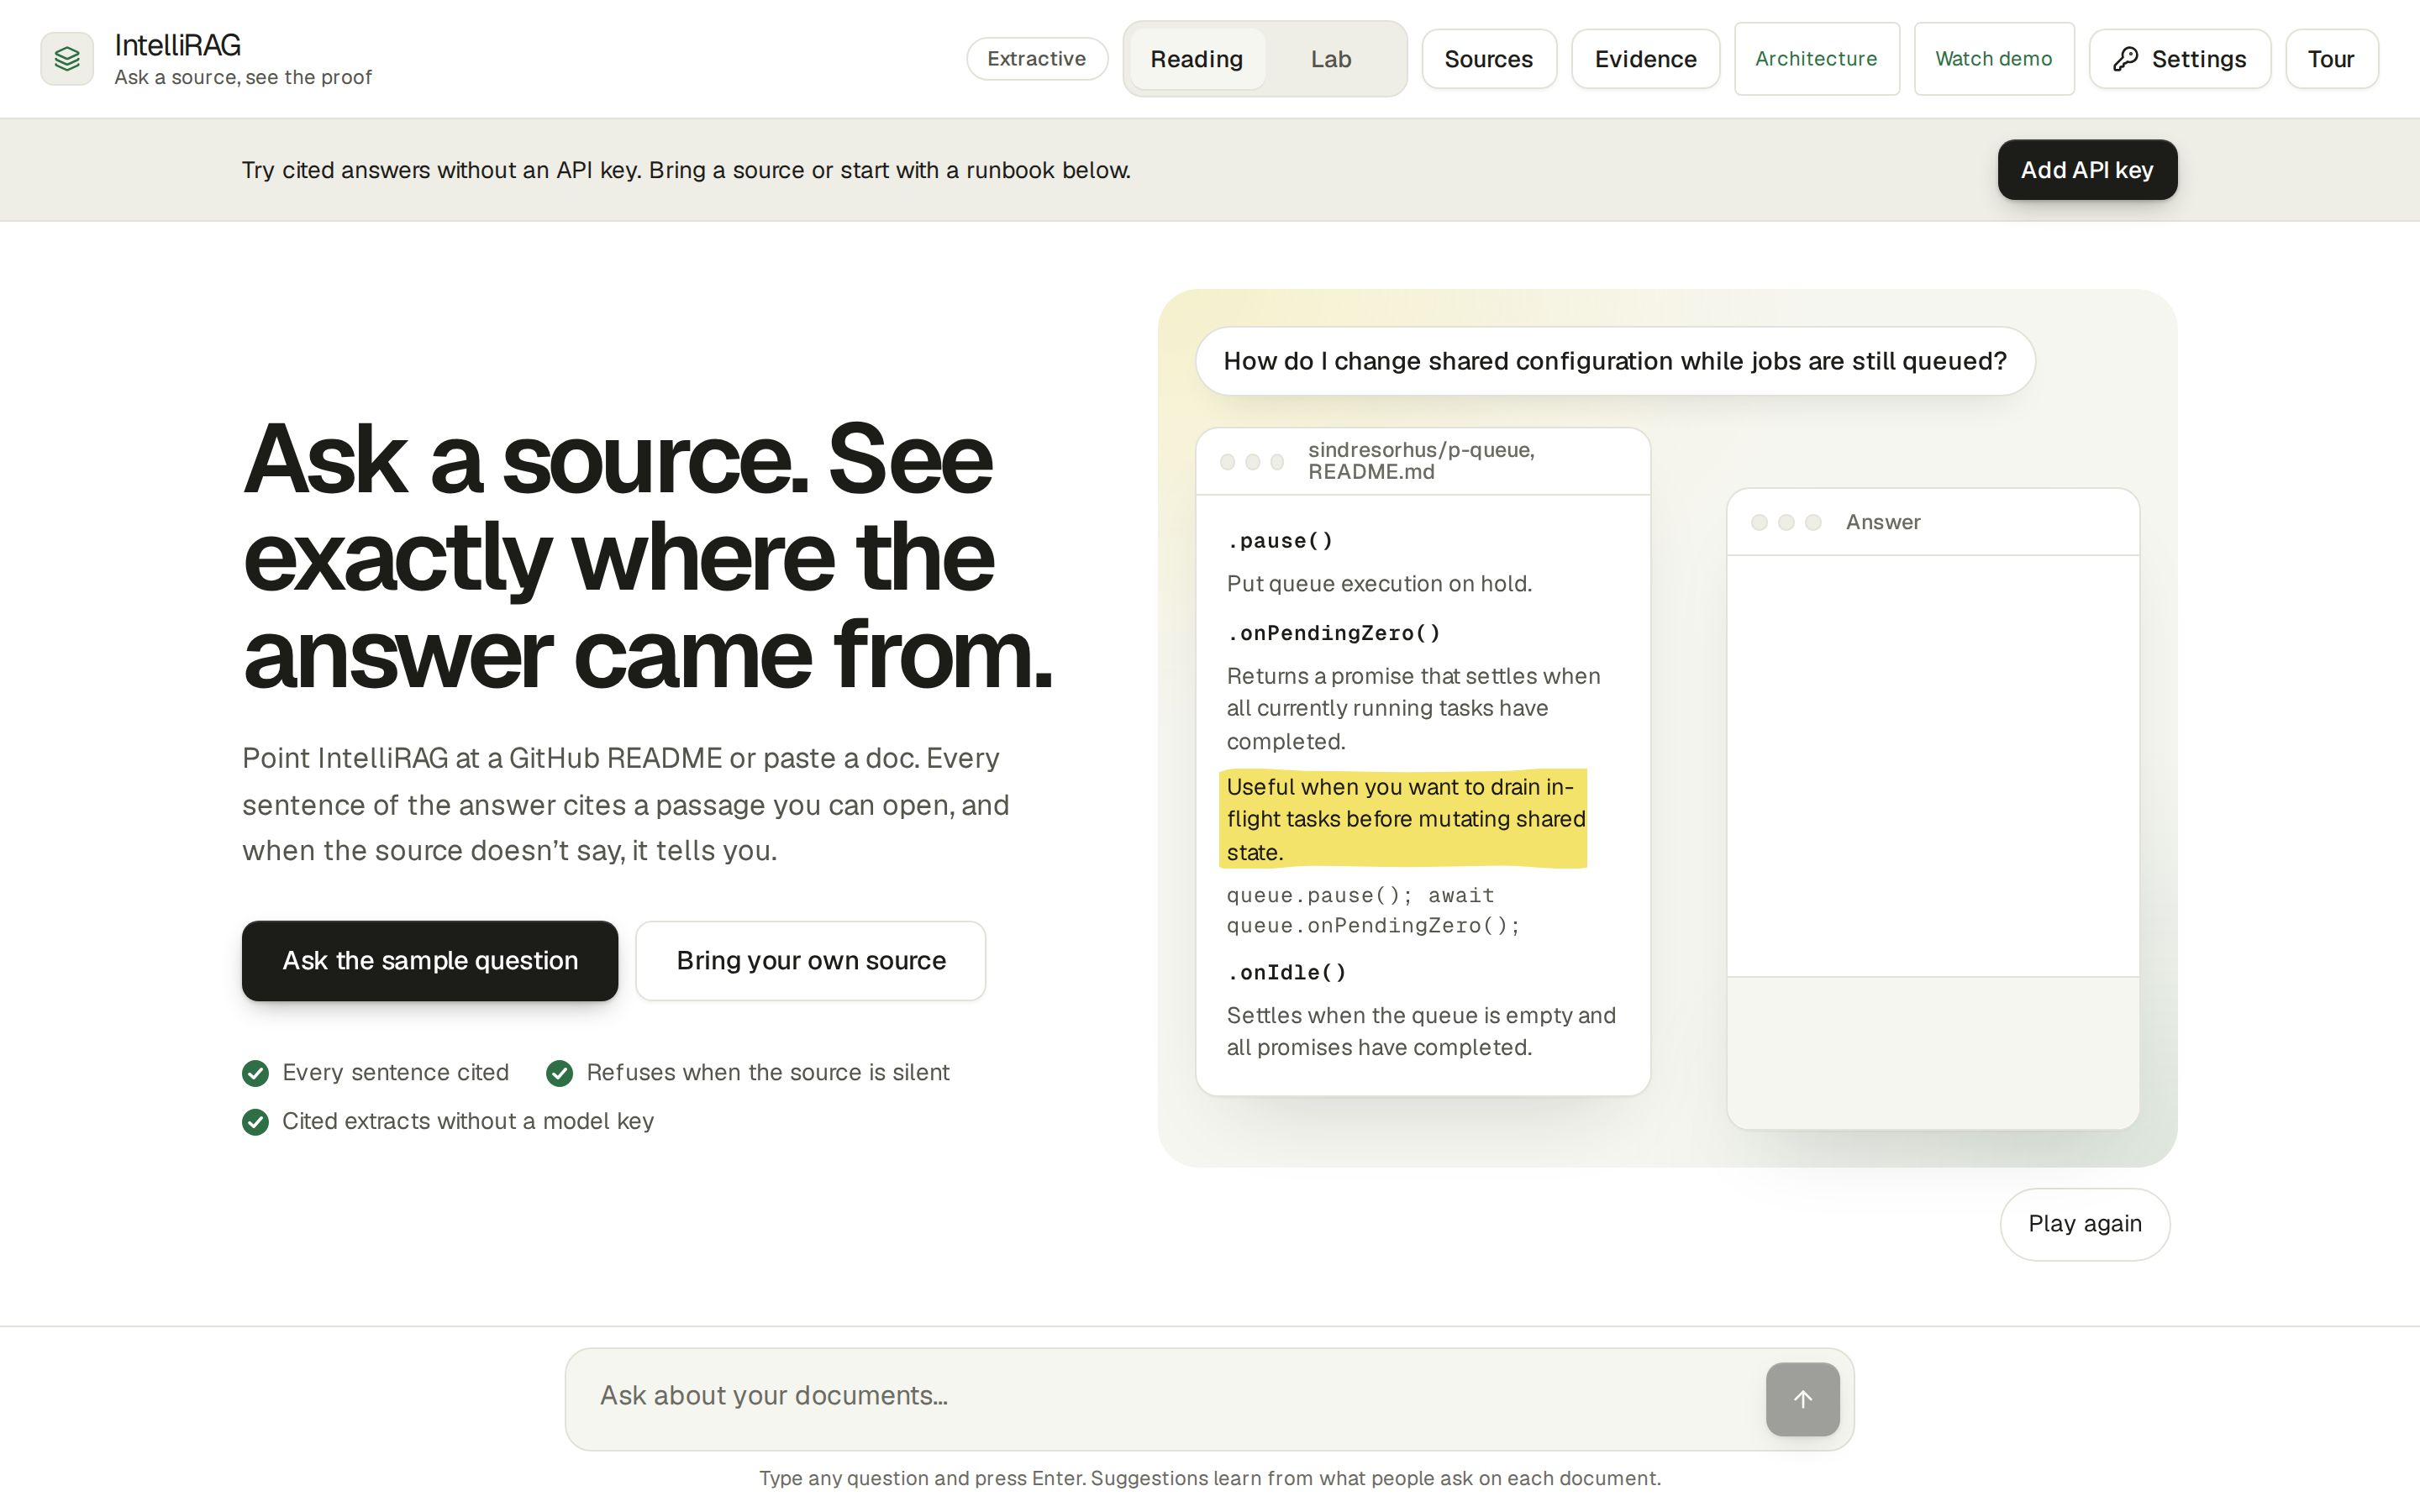 IntelliRAG
Ask a source, see the proof
Extractive
Reading
Lab
Sources
Evidence
Architecture
Watch demo
Settings
Tour
Try cited answers without an API key. Bring a source or start with a runbook below.
Add API key
Ask a source. See
exactly where the
answer came from.
Point IntelliRAG at a GitHub README or paste a doc. Every
sentence of the answer cites a passage you can open, and
when the source doesn’t say, it tells you.
Ask the sample question
Bring your own source
Every sentence cited
Refuses when the source is silent
Cited extracts without a model key
How do I change shared configuration while jobs are still queued?
sindresorhus/p-queue,
README.md
.pause()
Put queue execution on hold.
.onPendingZero()
Returns a promise that settles when
all currently running tasks have
completed.
Useful when you want to drain in-
flight tasks before mutating shared
state.
queue.pause(); await
queue.onPendingZero();
.onIdle()
Settles when the queue is empty and
all promises have completed.
Answer
Play again
Ask about your documents...
Type any question and press Enter. Suggestions learn from what people ask on each document.